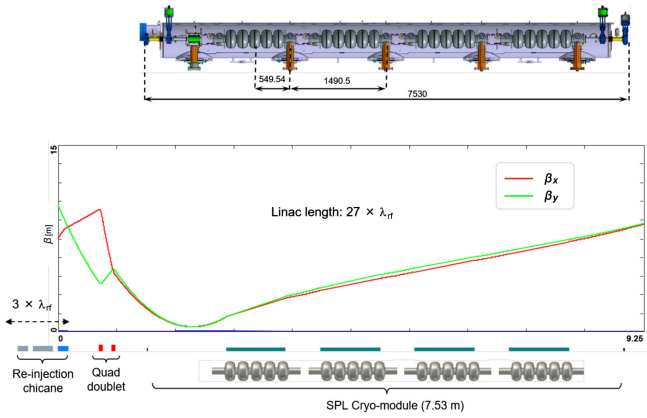 549.54
1490.5
7530
15
βx
βy
Linac length: 27 × λrf
β [m]
3 × λrf
0
0
9.25
Re-injection
chicane
Quad
doublet
SPL Cryo-module (7.53 m)